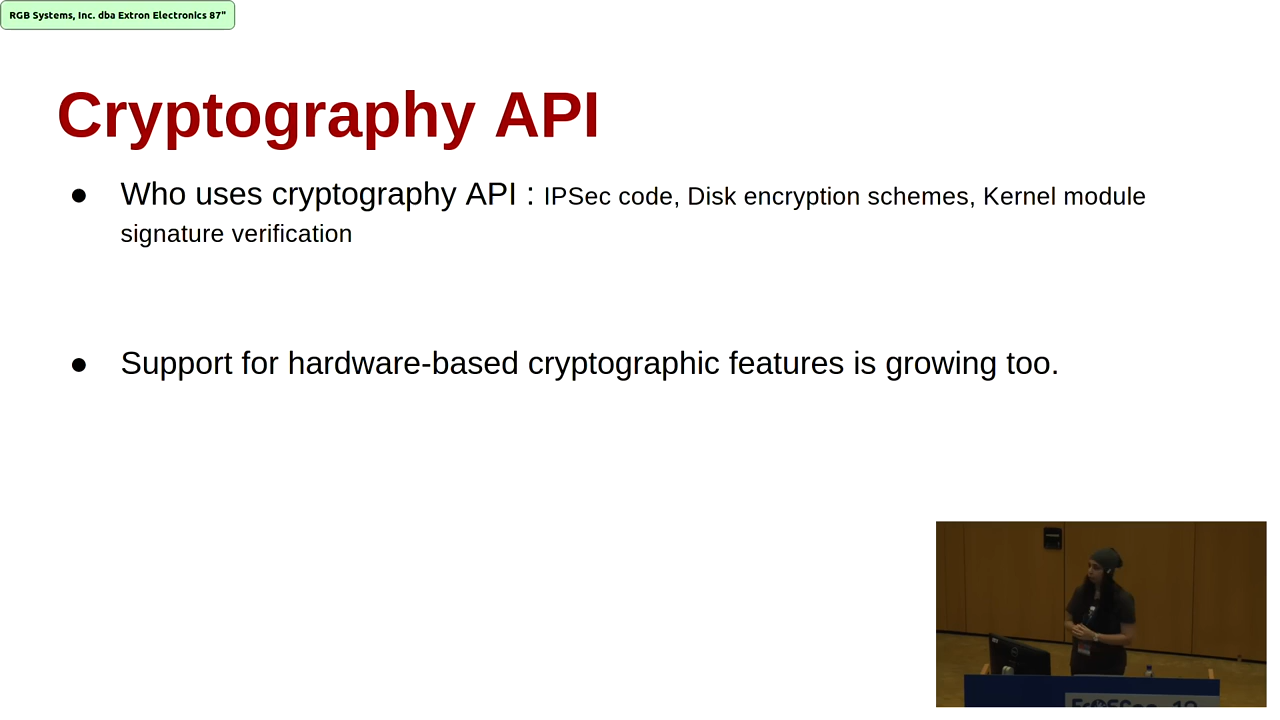 RGB Systems, Inc. dba Extron Electronics 87"
Cryptography API
● Who uses cryptography API : IPSec code, Disk encryption schemes, Kernel module
signature verification
● Support for hardware-based cryptographic features is growing too.